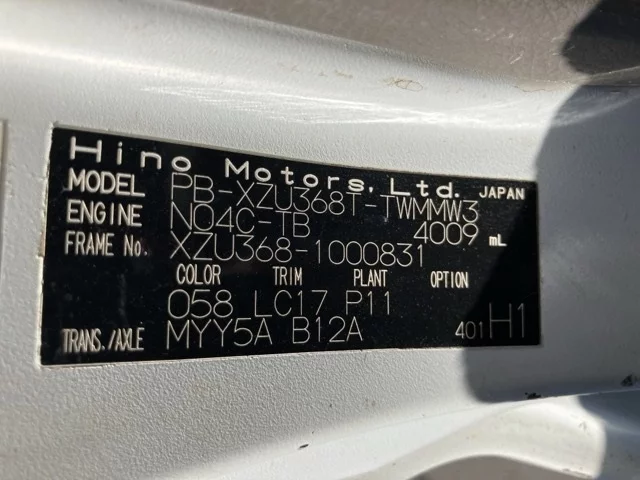 Hino Motors, Ltd. JAPAN
MODEL PB-XZU368T-TWMMW3
ENGINE N04C-TB 4009 mL
FRAME No. XZU368-1000831
COLOR TRIM PLANT OPTION
058 LC17 P11
TRANS./AXLE MYY5A B12A 401 H1